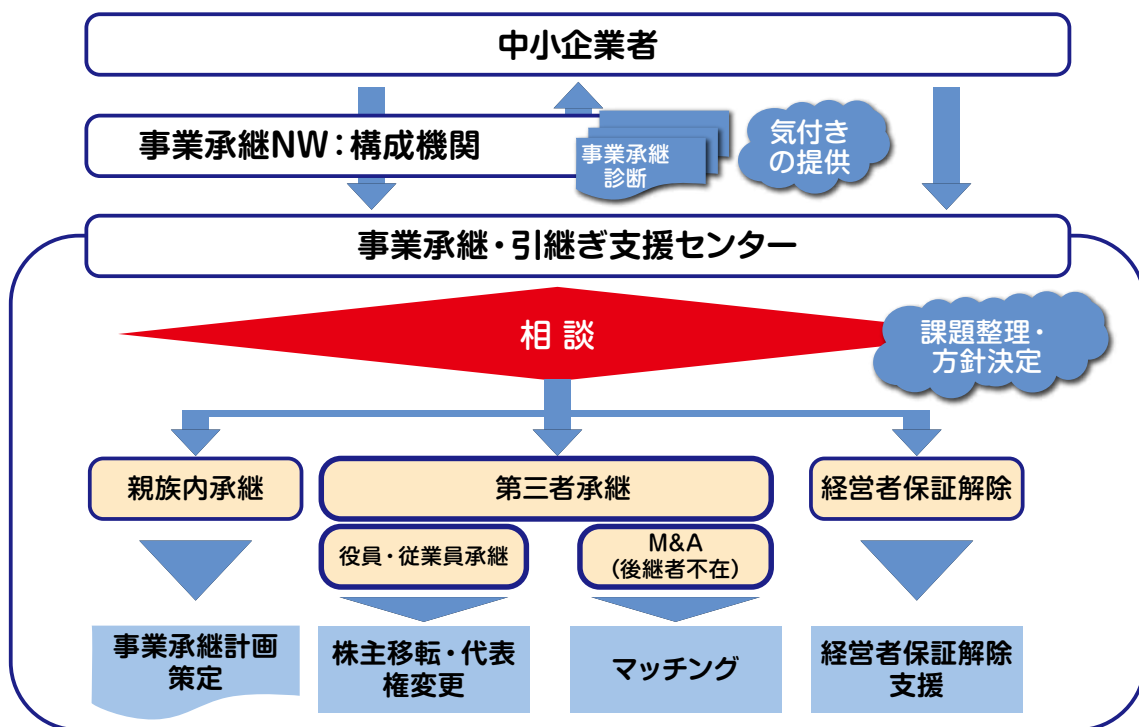 中小企業者
事業承継NW：構成機関
事業承継
診断
気付き
の提供
事業承継・引継ぎ支援センター
相 談
課題整理・
方針決定
親族内承継
第三者承継
経営者保証解除
役員・従業員承継
M&A
（後継者不在）
事業承継計画
策定
株主移転・代表
権変更
マッチング
経営者保証解除
支援